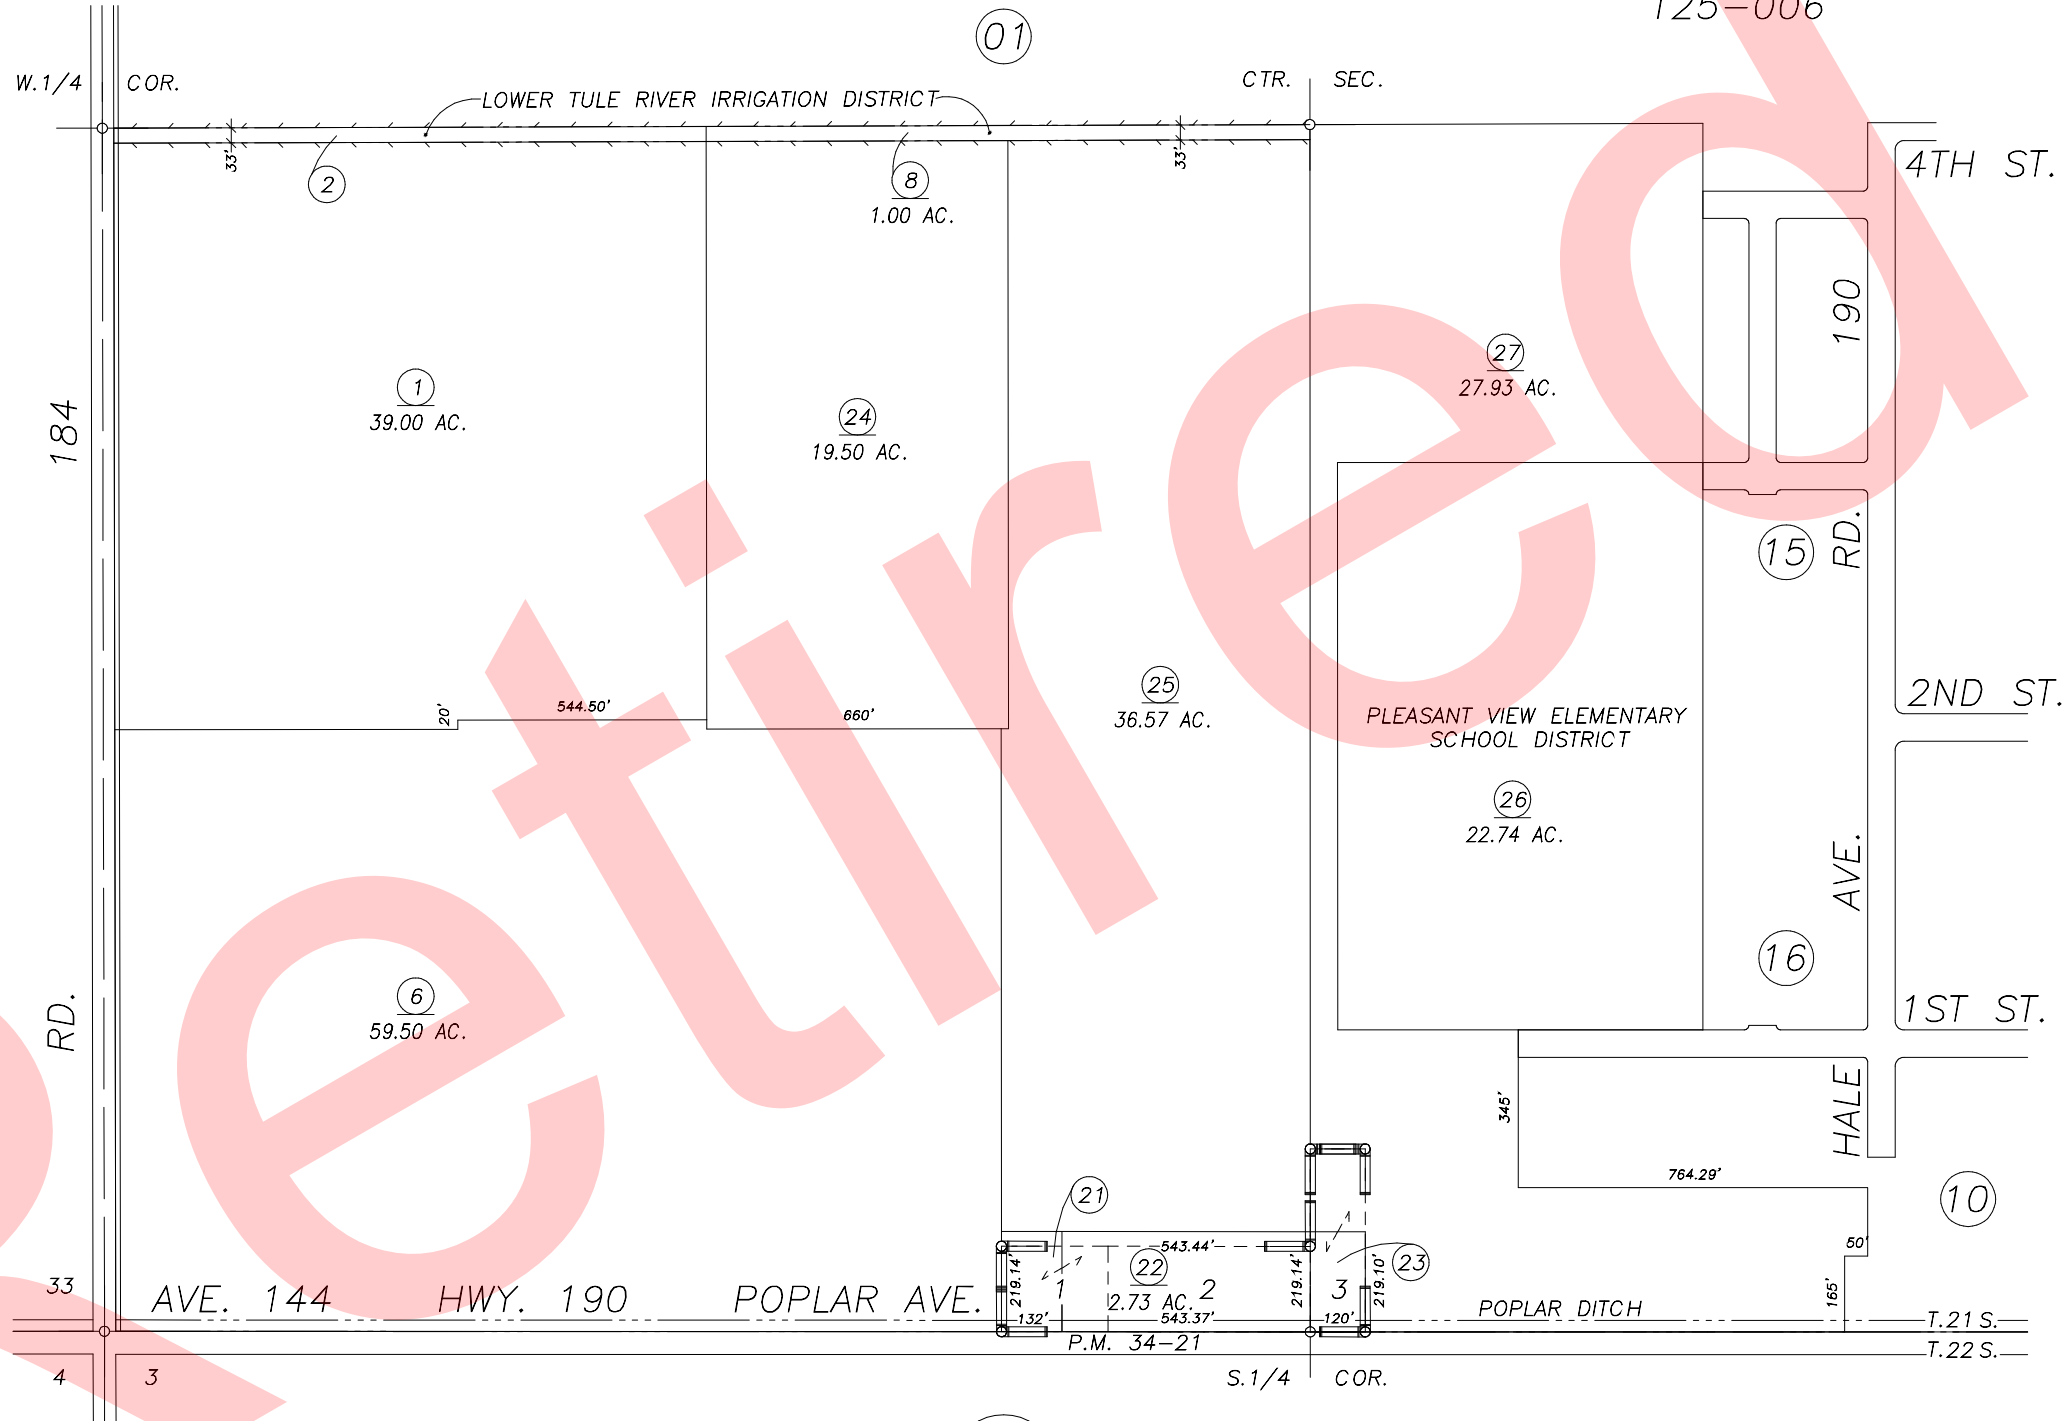 125-006
01
W.1/4 COR.
CTR. SEC.
LOWER TULE RIVER IRRIGATION DISTRICT
33'
33'
2
8
1.00 AC.
4TH ST.
190
1
39.00 AC.
24
19.50 AC.
27
27.93 AC.
184
RD.
15
25
36.57 AC.
20'
544.50'
660'
PLEASANT VIEW ELEMENTARY
SCHOOL DISTRICT
2ND ST.
26
22.74 AC.
AVE.
16
6
59.50 AC.
RD.
1ST ST.
HALE
345'
764.29'
10
21
543.44'
50'
23
22
2.73 AC.
219.14'
219.14'
219.10'
1
2
3
165'
33
AVE. 144 HWY. 190 POPLAR AVE.
POPLAR DITCH
132'
543.37'
120'
T.21 S.
P.M. 34-21
T.22 S.
4
3
S.1/4 COR.
Retired